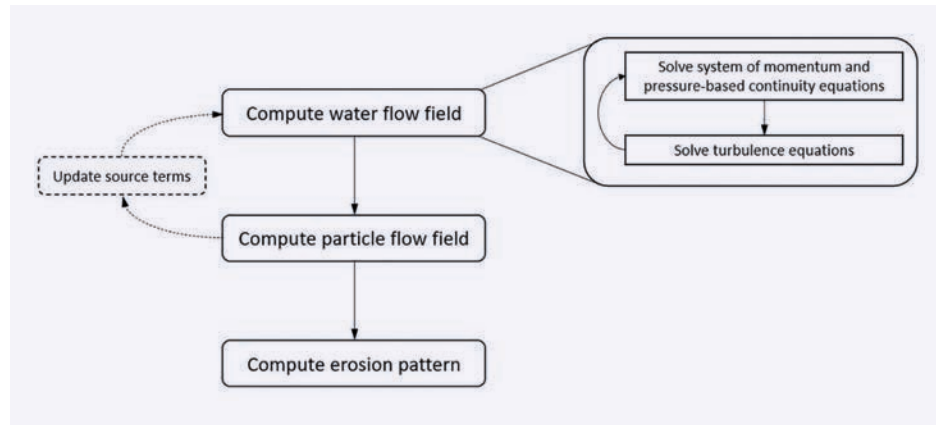 Compute water flow field
Solve system of momentum and
pressure-based continuity equations
Solve turbulence equations
Update source terms
Compute particle flow field
Compute erosion pattern